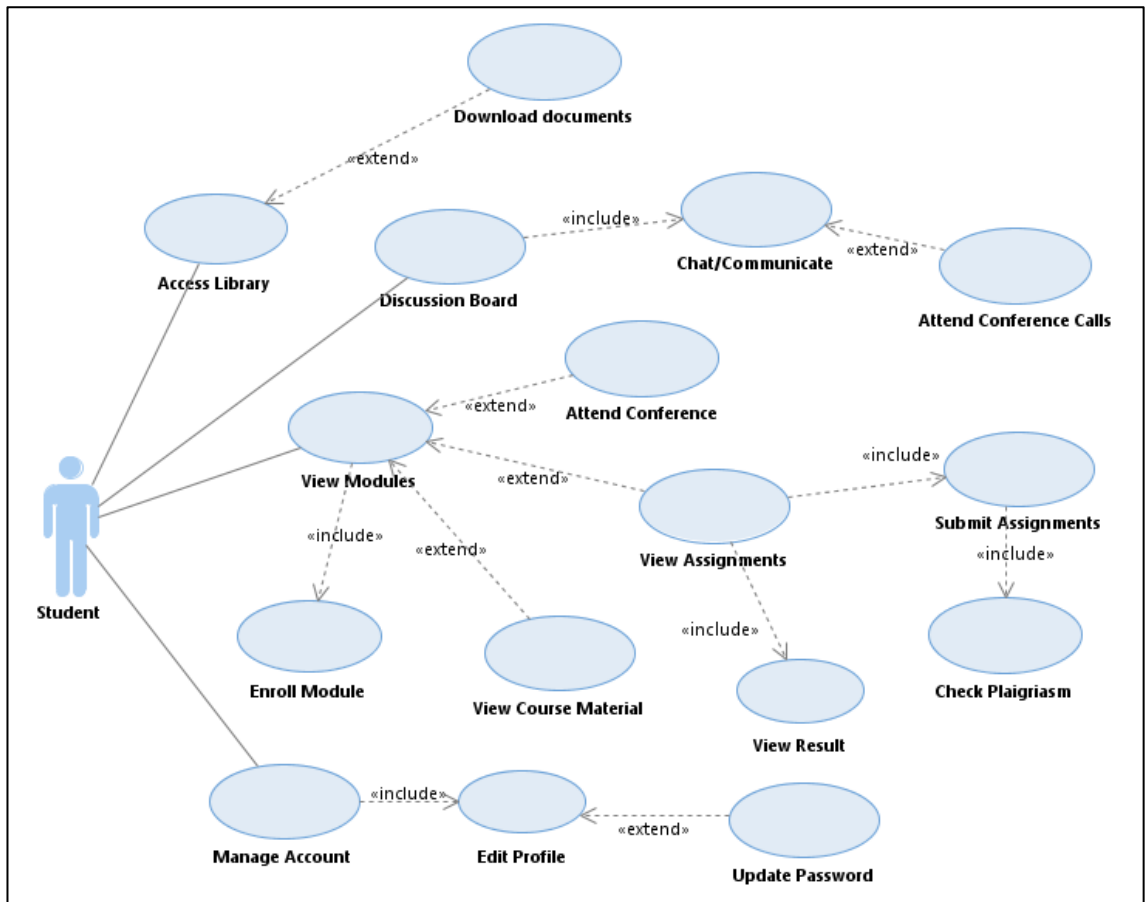 Download documents
«extend»
Access Library
Discussion Board
«include»
Chat/Communicate
«extend»
Attend Conference Calls
Attend Conference
«extend»
View Modules
«extend»
«include»
Submit Assignments
View Assignments
«include»
«include»
«extend»
Student
«include»
Enroll Module
View Course Material
Check Plaigriasm
View Result
Manage Account
«include»
Edit Profile
«extend»
Update Password